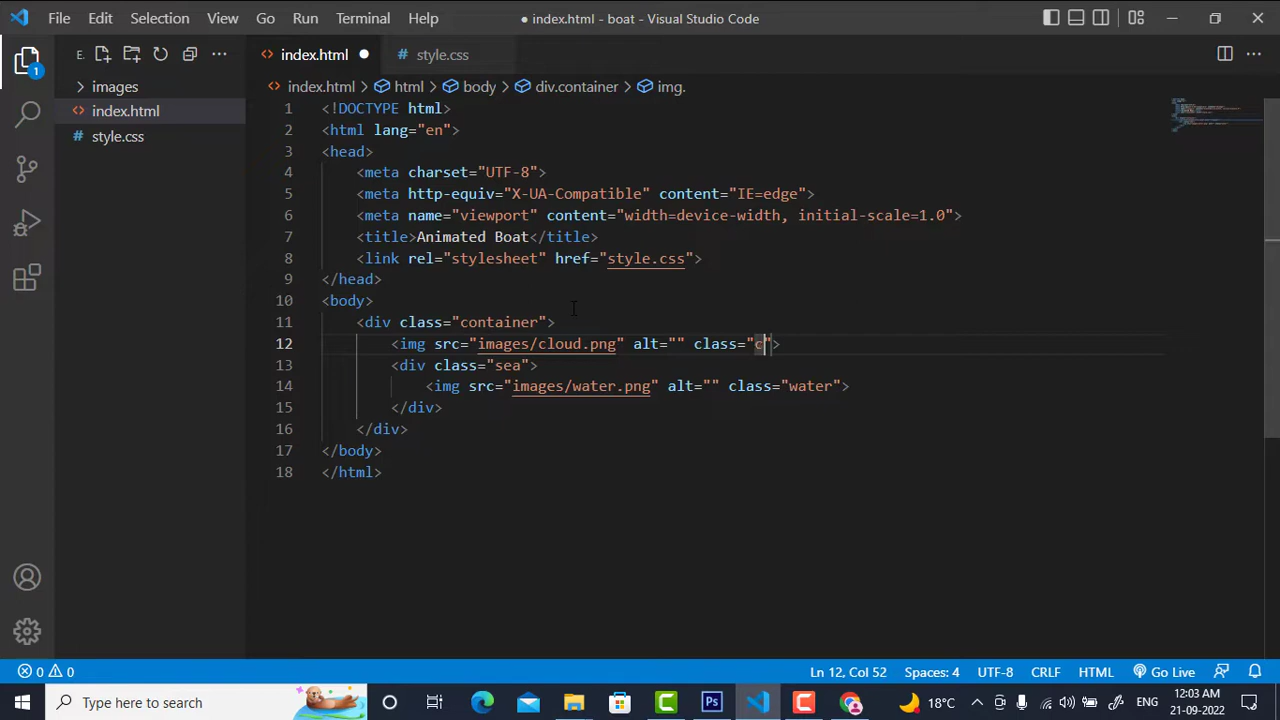 File Edit Selection View Go Run Terminal Help ● index.html - boat - Visual Studio Code
E. index.html ● style.css
images
index.html > html > body > div.container > img.
index.html
style.css
1 <!DOCTYPE html>
2 <html lang="en">
3 <head>
4 <meta charset="UTF-8">
5 <meta http-equiv="X-UA-Compatible" content="IE=edge">
6 <meta name="viewport" content="width=device-width, initial-scale=1.0">
7 <title>Animated Boat</title>
8 <link rel="stylesheet" href="style.css">
9 </head>
10 <body>
11 <div class="container">
12 <img src="images/cloud.png" alt="" class="c">
13 <div class="sea">
14 <img src="images/water.png" alt="" class="water">
15 </div>
16 </div>
17 </body>
18 </html>
1
0 0 Ln 12, Col 52 Spaces: 4 UTF-8 CRLF HTML Go Live
Type here to search Ps 18°C ENG 12:03 AM
21-09-2022